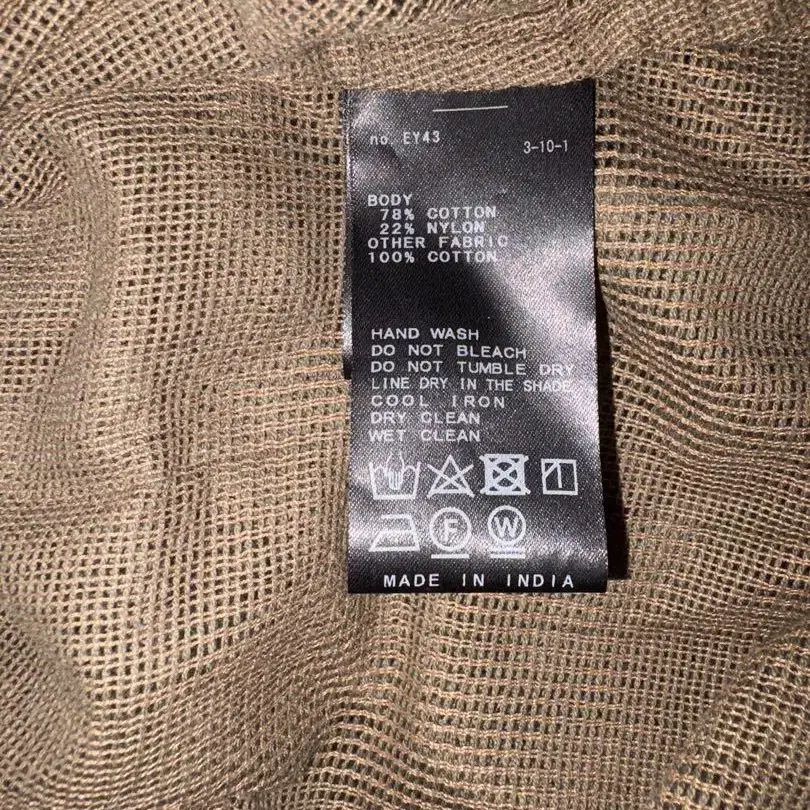 no. EY43
3-10-1
BODY
78% COTTON
22% NYLON
OTHER FABRIC
100% COTTON
HAND WASH
DO NOT BLEACH
DO NOT TUMBLE DRY
LINE DRY IN THE SHADE
COOL IRON
DRY CLEAN
WET CLEAN
F W
MADE IN INDIA